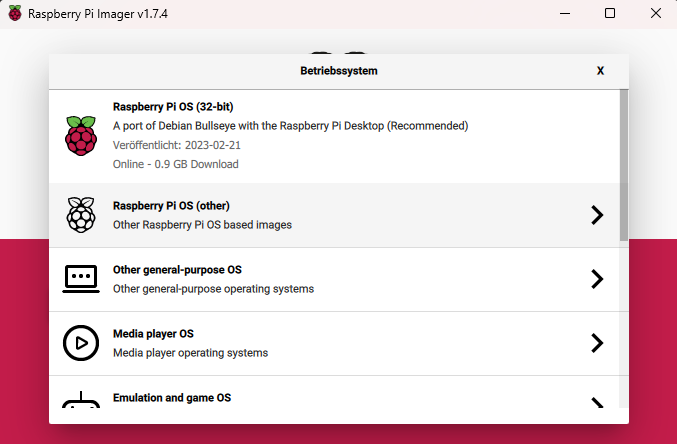 Raspberry Pi Imager v1.7.4
Betriebssystem
X
Raspberry Pi OS (32-bit)
A port of Debian Bullseye with the Raspberry Pi Desktop (Recommended)
Veröffentlicht: 2023-02-21
Online - 0.9 GB Download
Raspberry Pi OS (other)
Other Raspberry Pi OS based images
Other general-purpose OS
Other general-purpose operating systems
Media player OS
Media player operating systems
Emulation and game OS